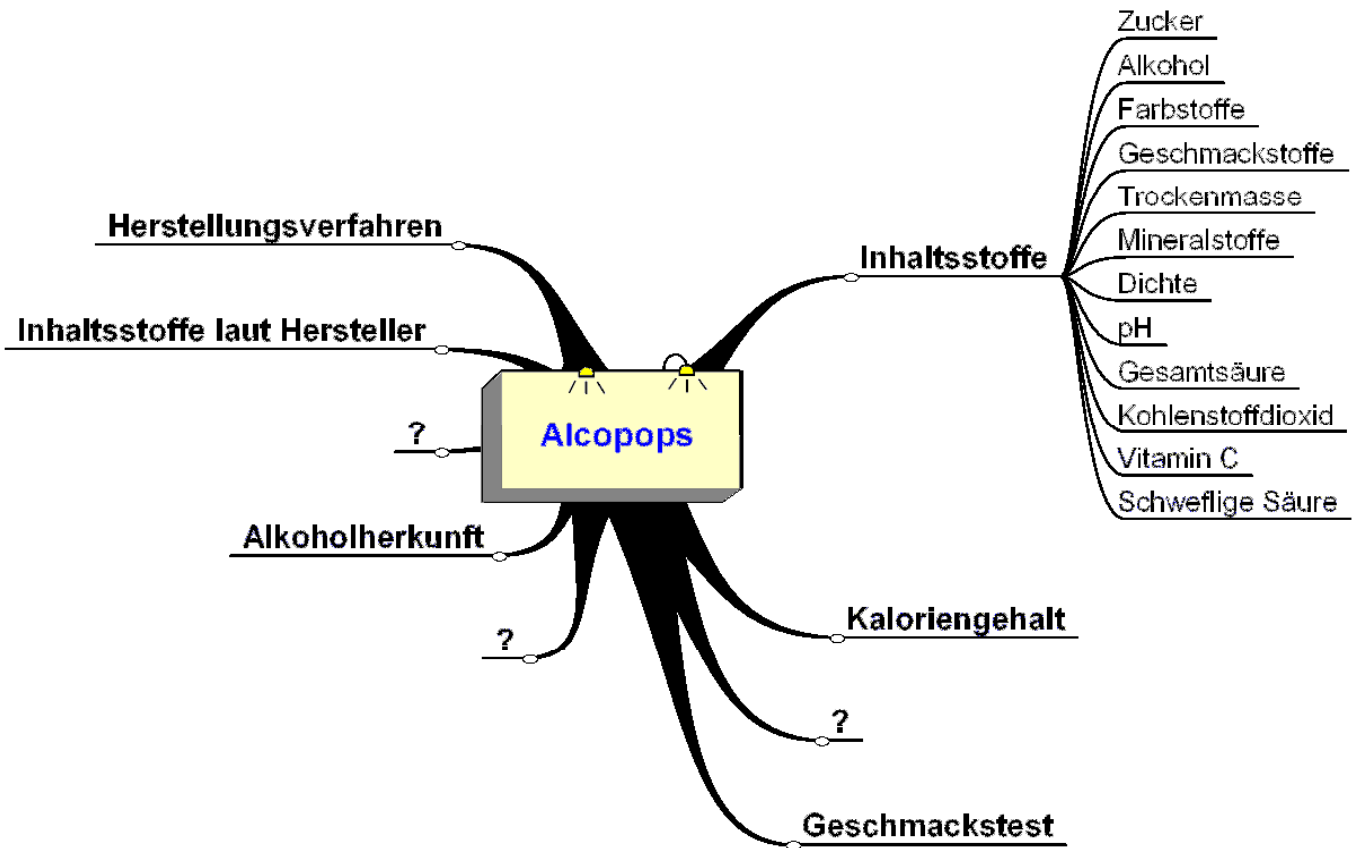 Zucker
Alkohol
Farbstoffe
Geschmackstoffe
Trockenmasse
Mineralstoffe
Dichte
pH
Gesamtsäure
Kohlenstoffdioxid
Vitamin C
Schweflige Säure
Inhaltsstoffe
Herstellungsverfahren
Inhaltsstoffe laut Hersteller
?
Alcopops
Alkoholherkunft
?
Kaloriengehalt
?
Geschmackstest